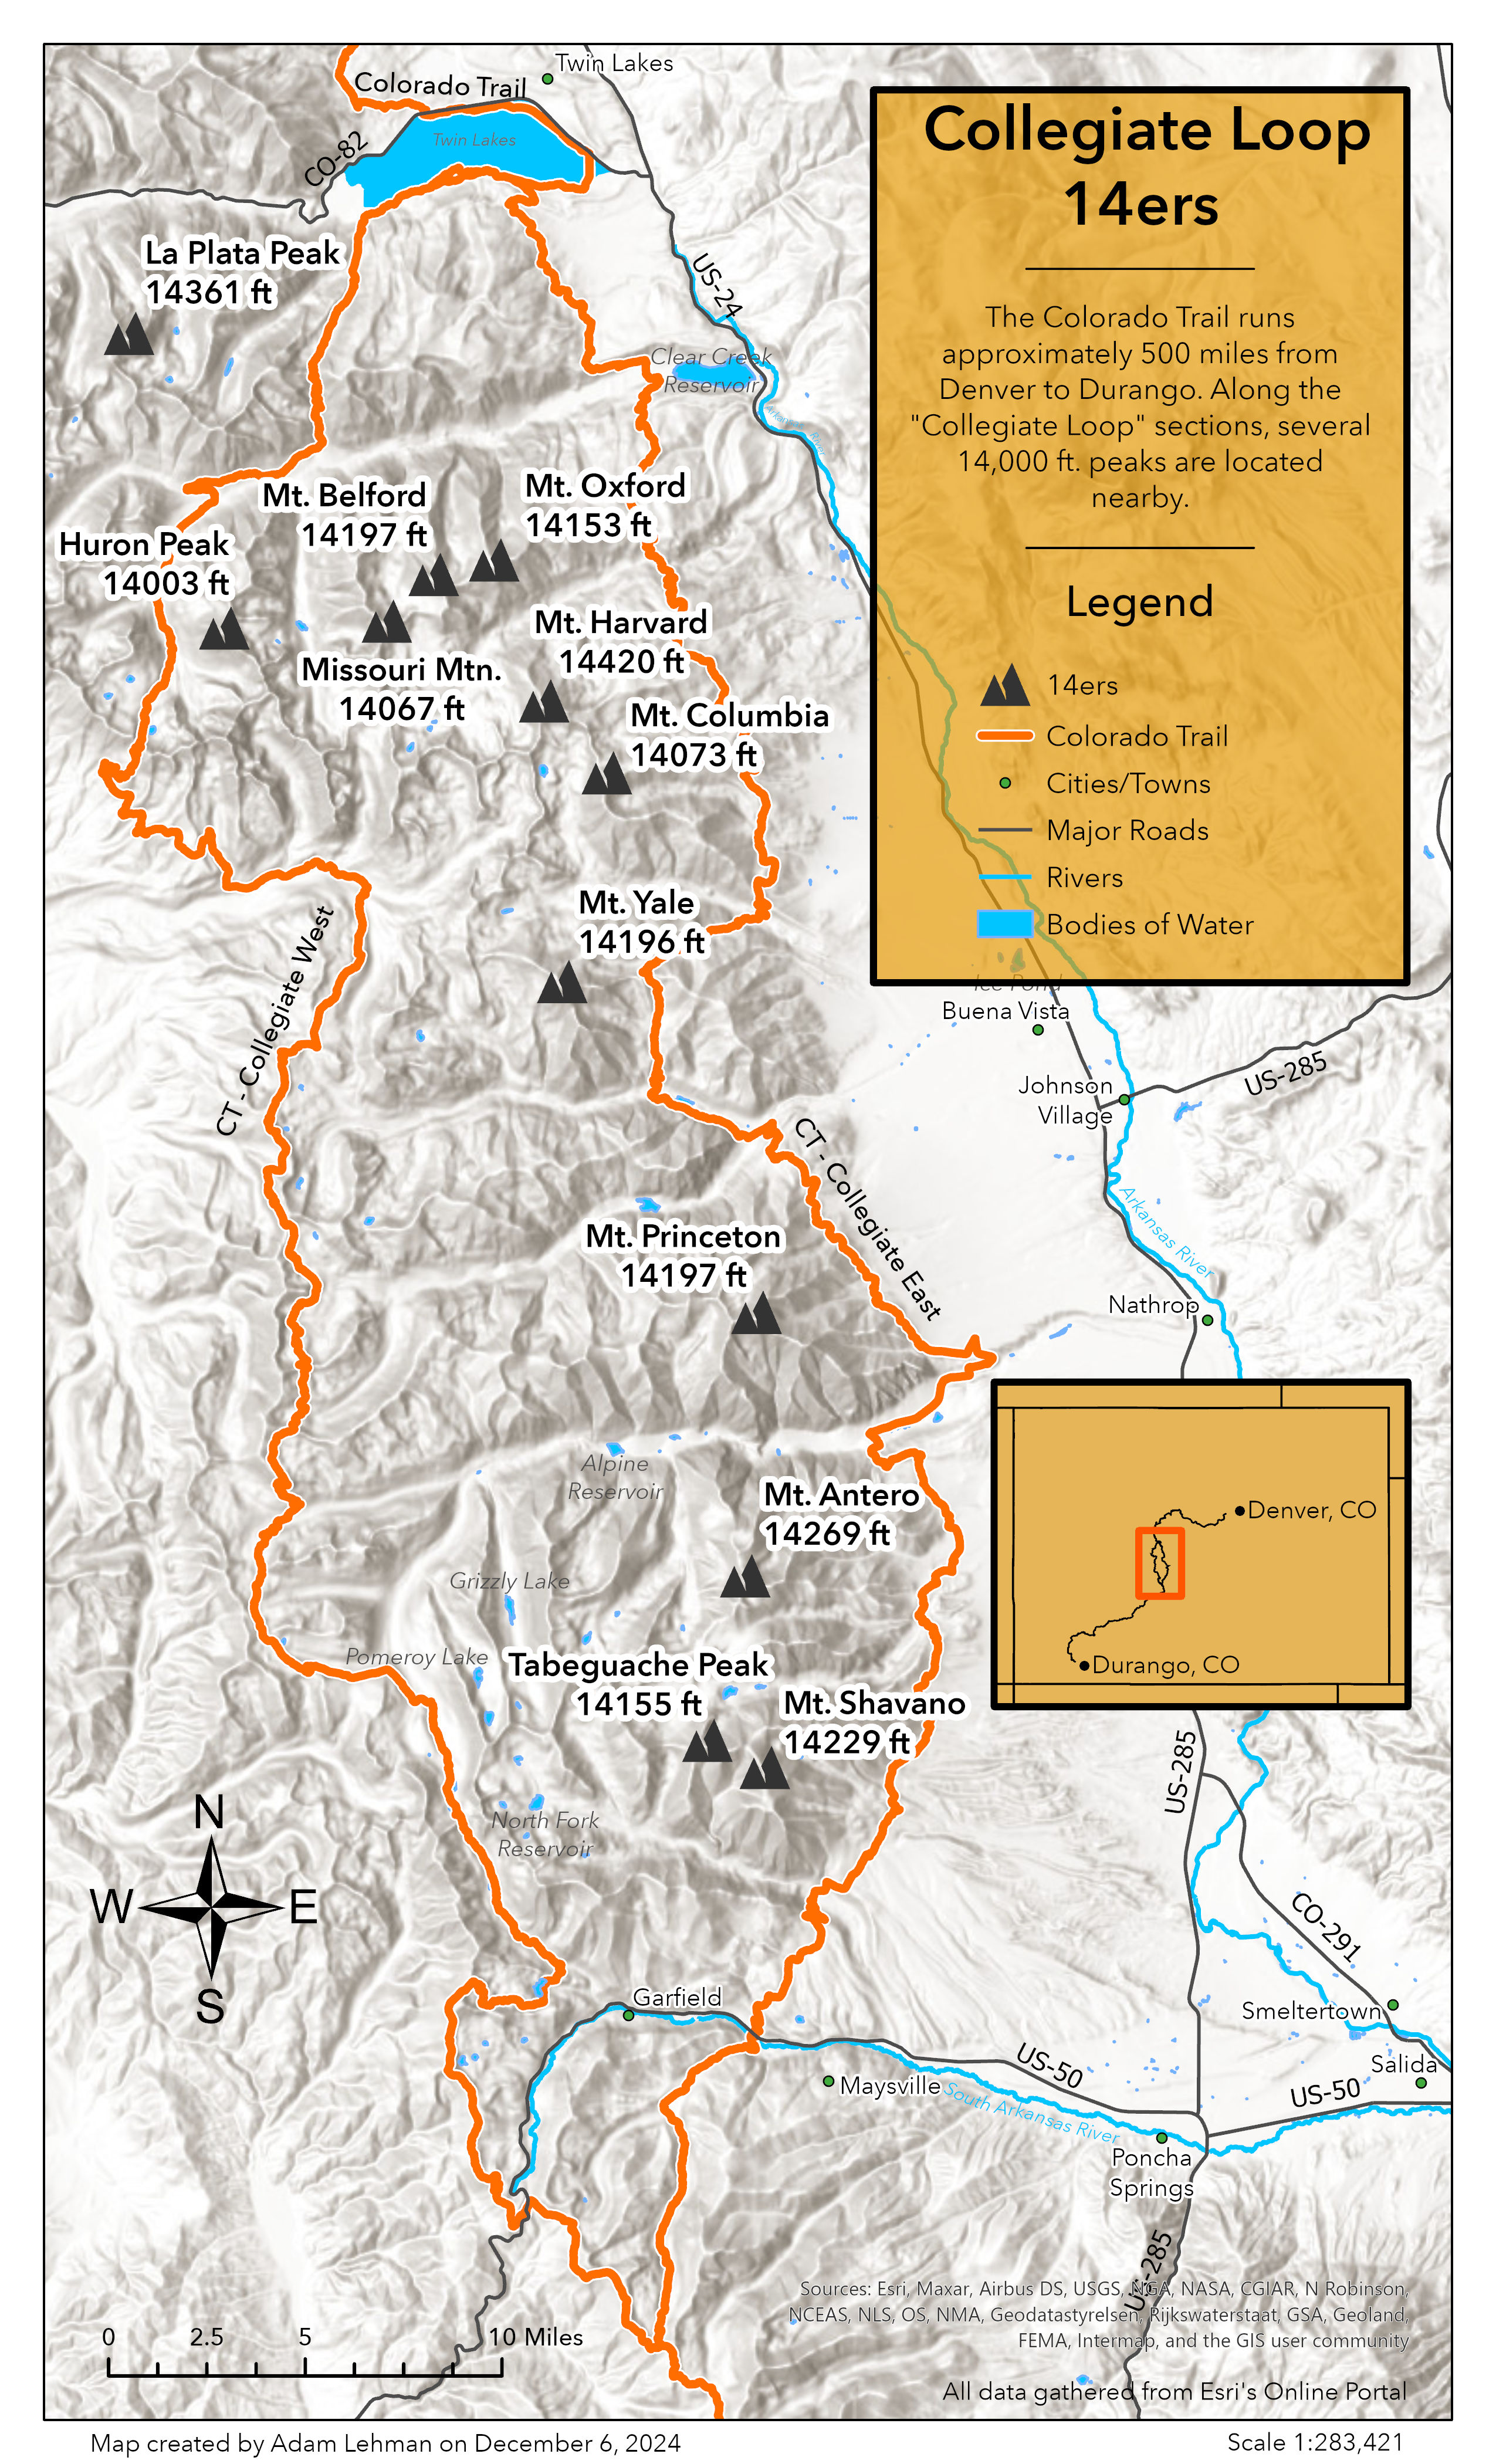 Twin Lakes
Colorado Trail
Twin Lakes
CO-82
Collegiate Loop
14ers
The Colorado Trail runs
approximately 500 miles from
Denver to Durango. Along the
"Collegiate Loop" sections, several
14,000 ft. peaks are located
nearby.
Legend
14ers
Colorado Trail
Cities/Towns
Major Roads
Rivers
Bodies of Water
La Plata Peak
14361 ft
US-24
Clear Creek
Reservoir
Arkansas River
Mt. Belford
14197 ft
Mt. Oxford
14153 ft
Huron Peak
14003 ft
Mt. Harvard
14420 ft
Missouri Mtn.
14067 ft
Mt. Columbia
14073 ft
Mt. Yale
14196 ft
CT - Collegiate West
Ice Pond
Buena Vista
Johnson
Village
US-285
CT - Collegiate East
Arkansas River
Mt. Princeton
14197 ft
Nathrop
Alpine
Reservoir
Mt. Antero
14269 ft
Denver, CO
Durango, CO
Grizzly Lake
Pomeroy Lake
Tabeguache Peak
14155 ft
Mt. Shavano
14229 ft
US-285
North Fork
Reservoir
N
W E
S
CO-291
Garfield
Smeltertown
Salida
US-50
US-50
Maysville
South Arkansas River
Poncha
Springs
US-285
Sources: Esri, Maxar, Airbus DS, USGS, NGA, NASA, CGIAR, N Robinson,
NCEAS, NLS, OS, NMA, Geodatastyrelsen, Rijkswaterstaat, GSA, Geoland,
FEMA, Intermap, and the GIS user community
0 2.5 5 10 Miles
All data gathered from Esri's Online Portal
Map created by Adam Lehman on December 6, 2024
Scale 1:283,421